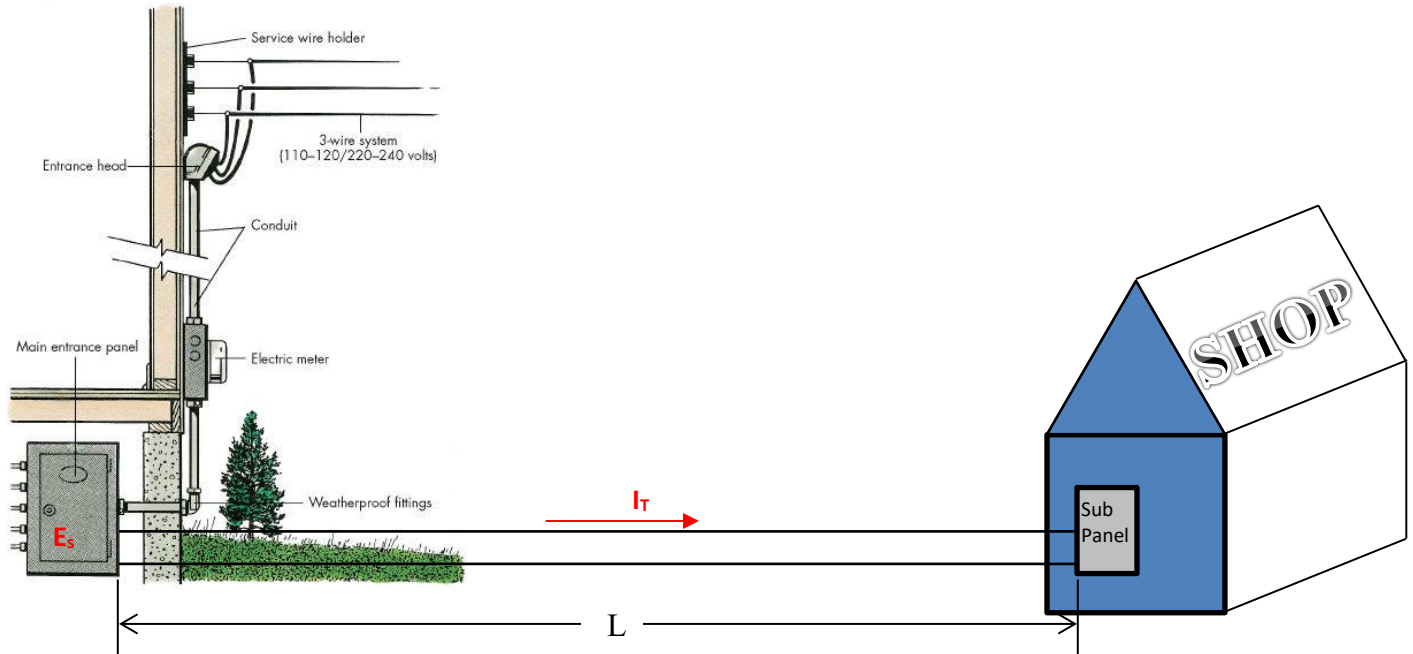 Service wire holder
3-wire system
(110–120/220–240 volts)
Entrance head
Conduit
Main entrance panel
Electric meter
Weatherproof fittings
Es
IT
Sub
Panel
SHOP
L